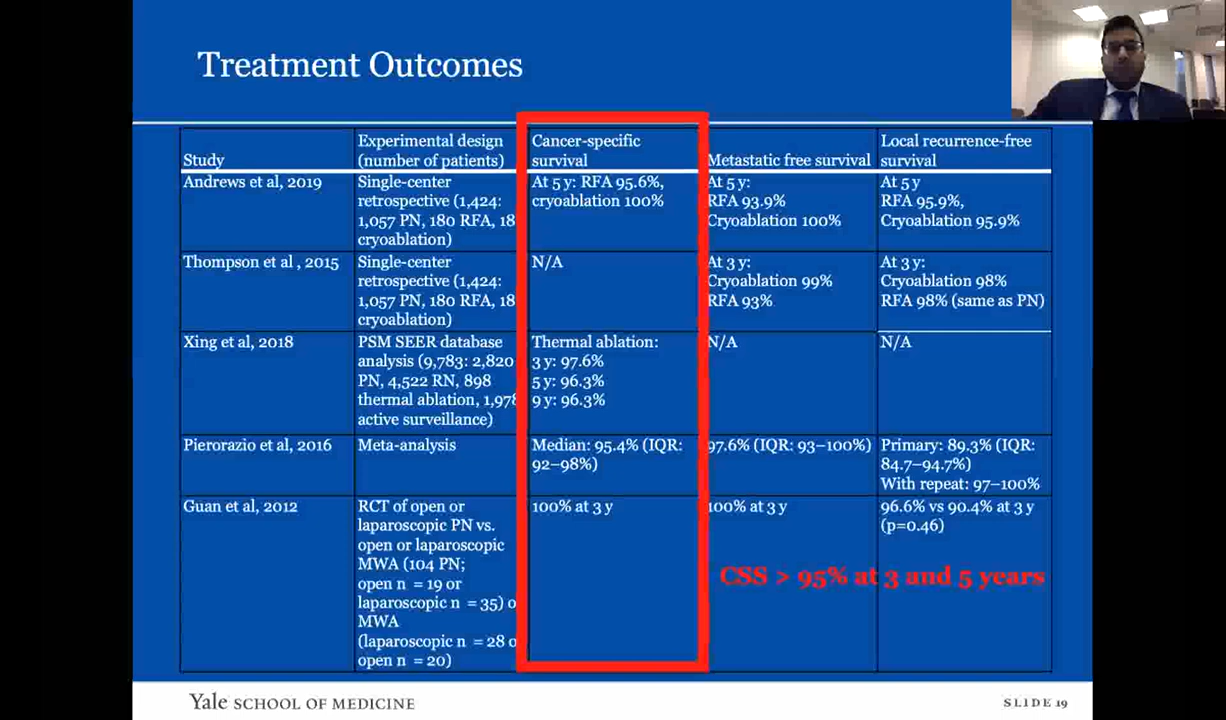 Treatment Outcomes
Study
Experimental design
(number of patients)
Cancer-specific
survival
Metastatic free survival
Local recurrence-free
survival
Andrews et al, 2019
Single-center
retrospective (1,424:
1,057 PN, 180 RFA, 18
cryoablation)
At 5 y: RFA 95.6%,
cryoablation 100%
At 5 y:
RFA 93.9%
Cryoablation 100%
At 5 y
RFA 95.9%,
Cryoablation 95.9%
Thompson et al , 2015
Single-center
retrospective (1,424:
1,057 PN, 180 RFA, 18
cryoablation)
N/A
At 3 y:
Cryoablation 99%
RFA 93%
At 3 y:
Cryoablation 98%
RFA 98% (same as PN)
Xing et al, 2018
PSM SEER database
analysis (9,783: 2,820
PN, 4,522 RN, 898
thermal ablation, 1,978
active surveillance)
Thermal ablation:
3 y: 97.6%
5 y: 96.3%
9 y: 96.3%
N/A
N/A
Pierorazio et al, 2016
Meta-analysis
Median: 95.4% (IQR:
92–98%)
97.6% (IQR: 93–100%)
Primary: 89.3% (IQR:
84.7–94.7%)
With repeat: 97–100%
Guan et al, 2012
RCT of open or
laparoscopic PN vs.
open or laparoscopic
MWA (104 PN;
open n = 19 or
laparoscopic n = 35) o
MWA
(laparoscopic n = 28 o
open n = 20)
100% at 3 y
100% at 3 y
96.6% vs 90.4% at 3 y
(p=0.46)
CSS > 95% at 3 and 5 years
Yale SCHOOL OF MEDICINE
SLIDE 19